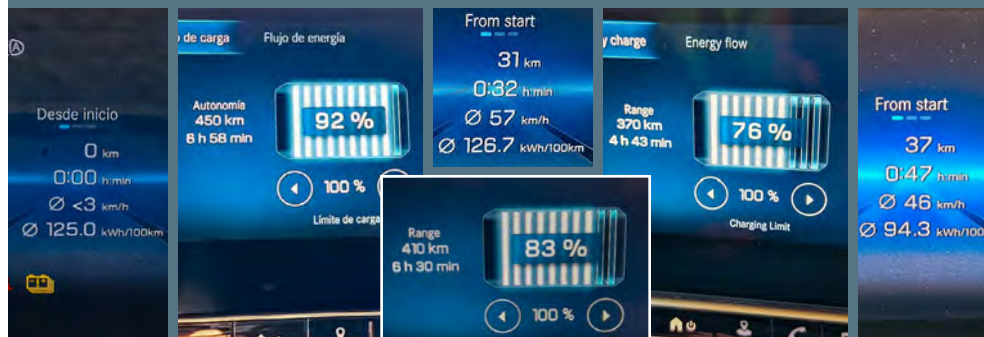 Desde inicio
0 km
0:00 h:min
Ø <3 km/h
Ø 125.0 kWh/100km
o de carga
Flujo de energía
Autonomía
450 km
6 h 58 min
92 %
100 %
Límite de carga
From start
31 km
0:32 h:min
Ø 57 km/h
Ø 126.7 kWh/100km
Range
410 km
6 h 30 min
83 %
100 %
y charge
Energy flow
Range
370 km
4 h 43 min
76 %
100 %
Charging Limit
From start
37 km
0:47 h:min
Ø 46 km/h
Ø 94.3 kWh/100